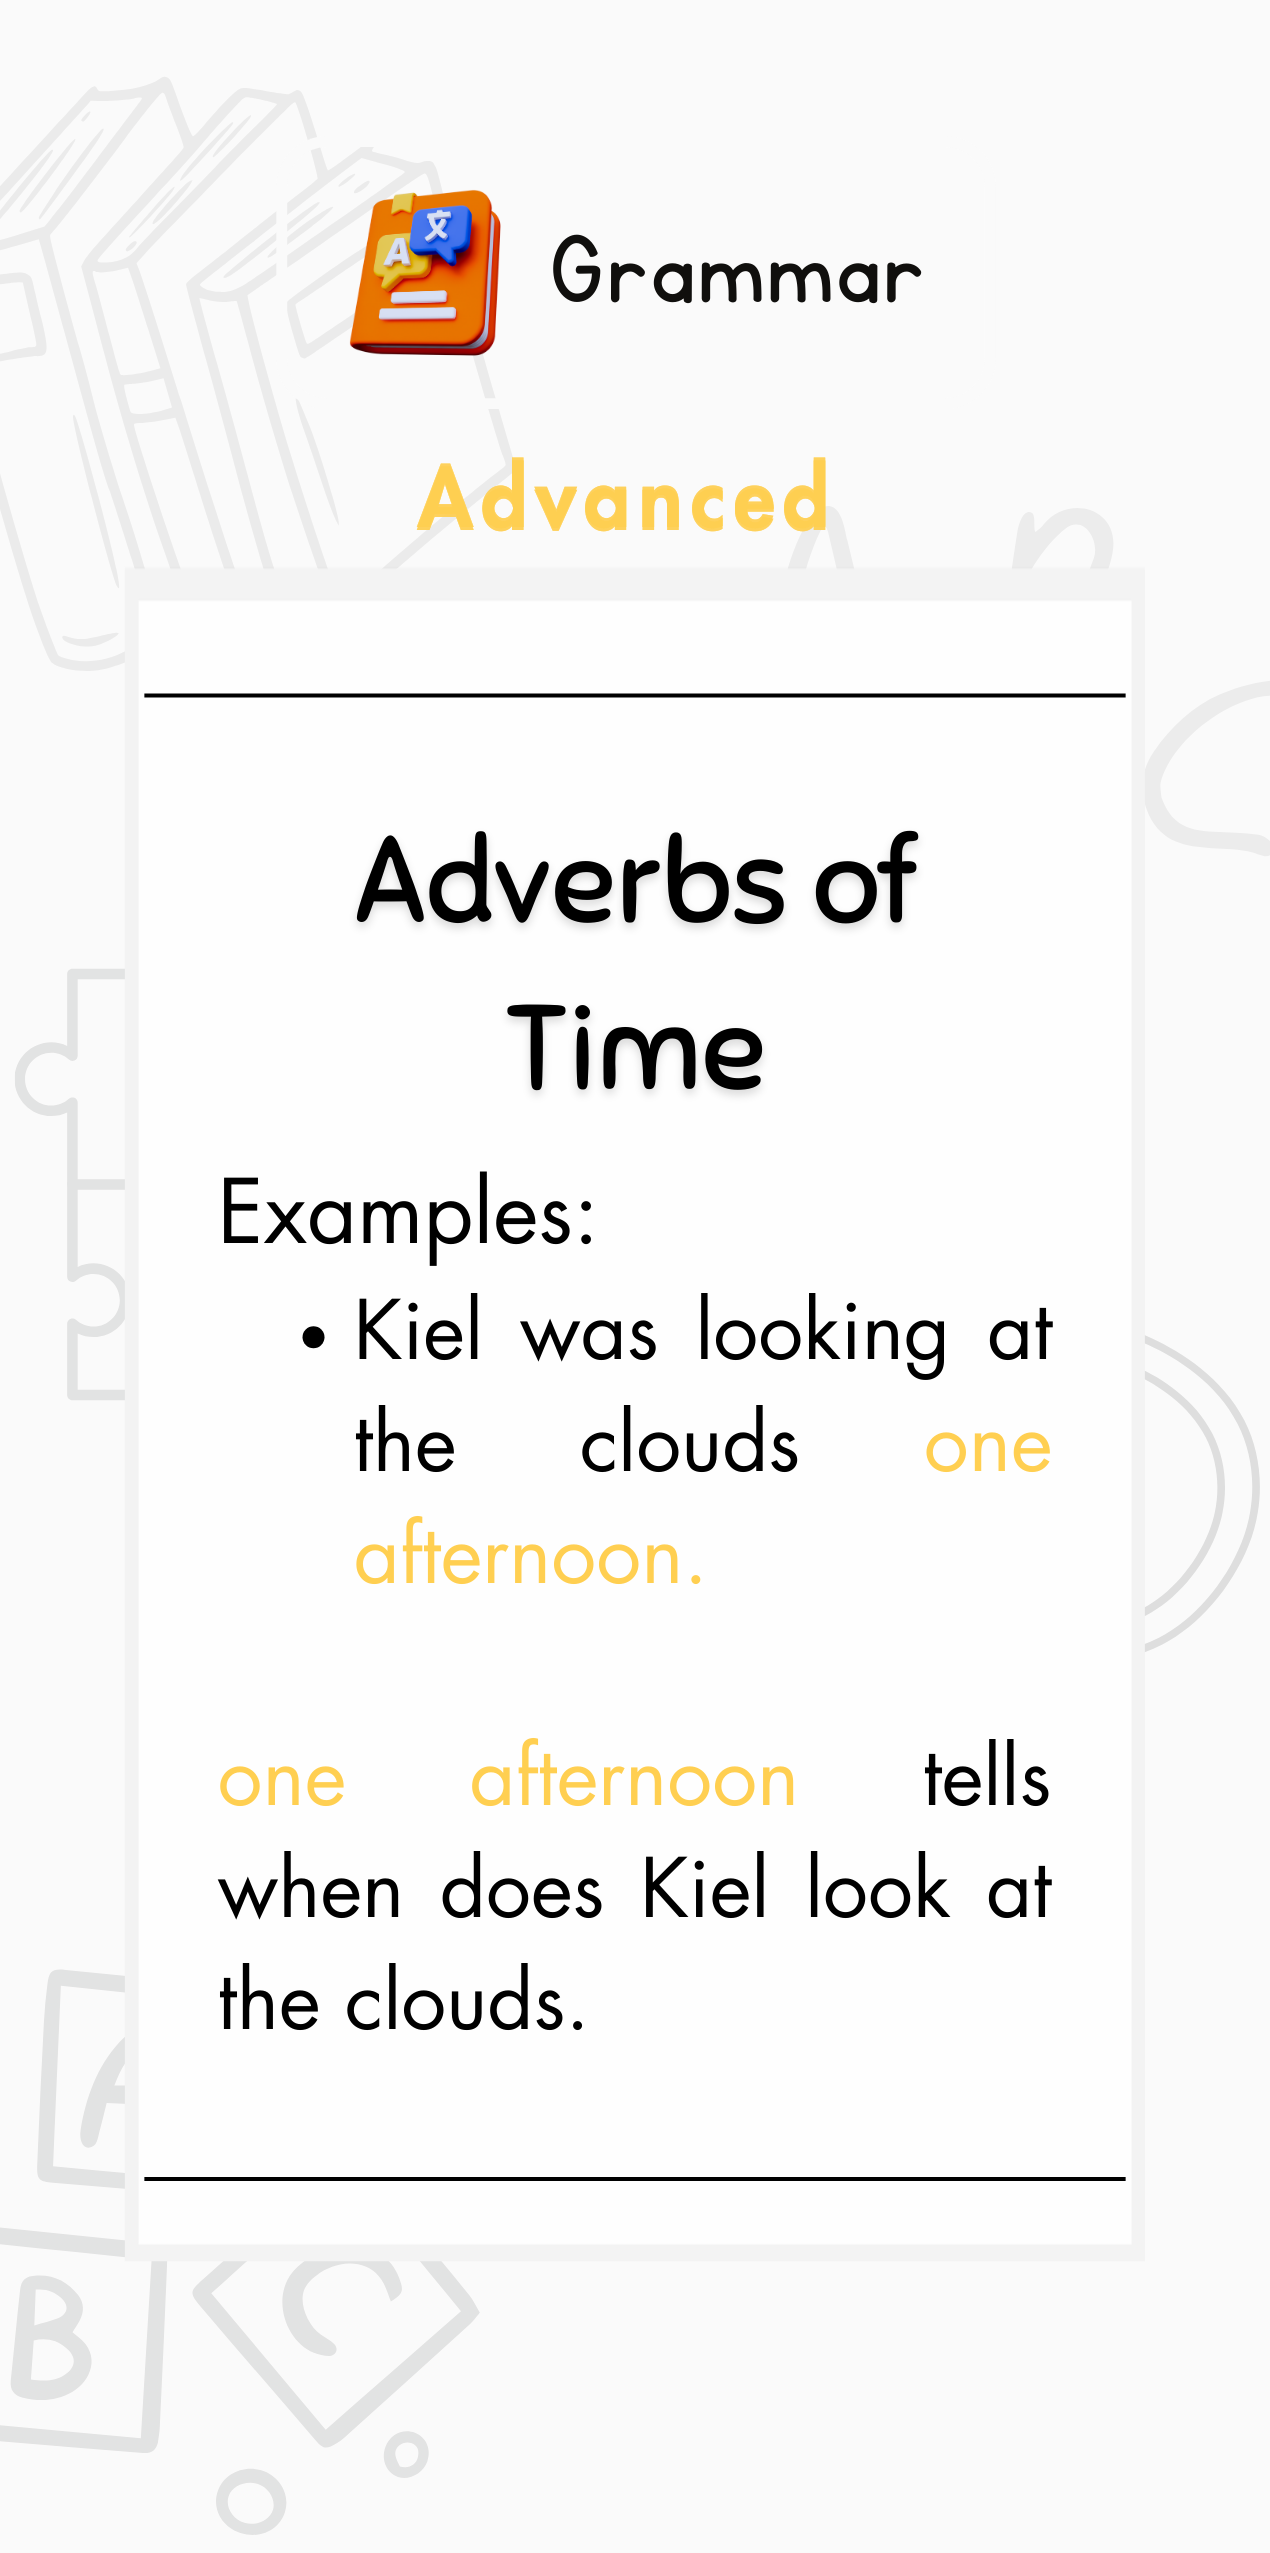 A 文
Grammar
Advanced
Adverbs of
Time
Examples:
• Kiel was looking at
the clouds one
afternoon.
one afternoon tells
when does Kiel look at
the clouds.
A
B
C